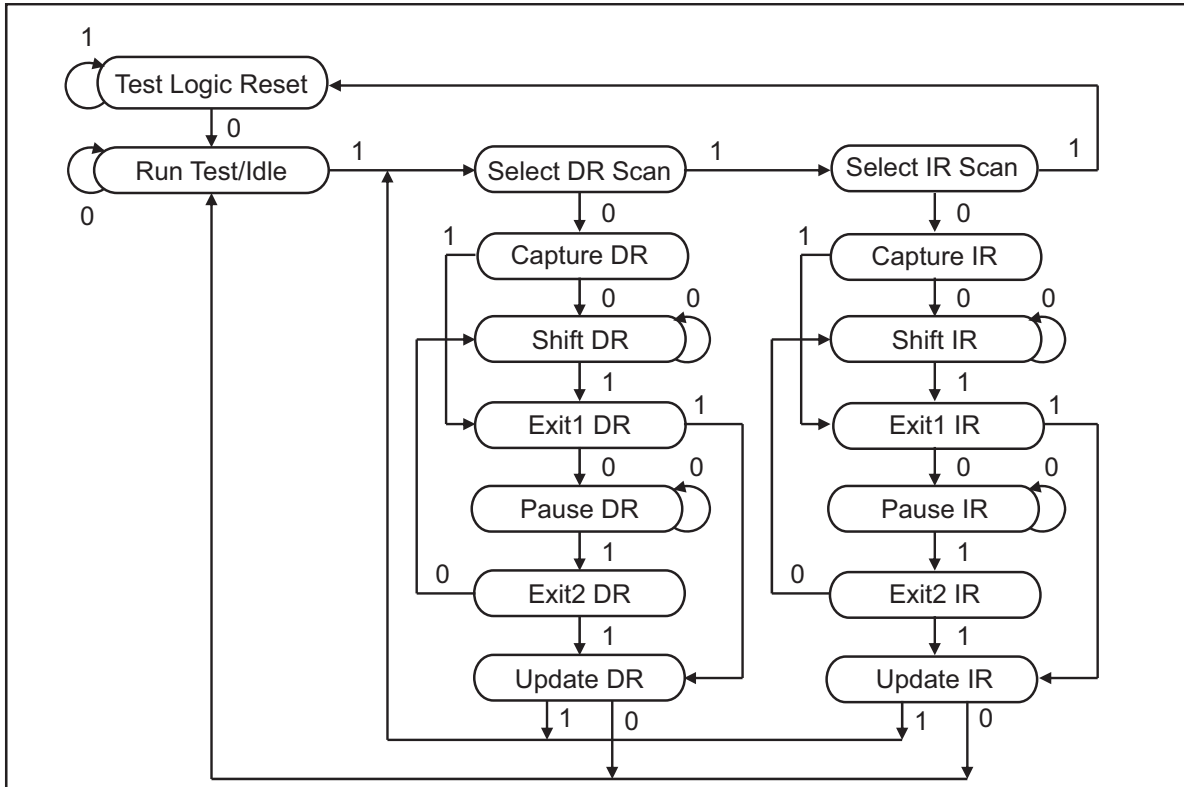 1
Test Logic Reset
0
Run Test/Idle
1
0
Select DR Scan
1
Select IR Scan
1
0
0
1
Capture DR
1
Capture IR
0
0
0
0
Shift DR
Shift IR
1
1
Exit1 DR
1
Exit1 IR
1
0
0
0
0
Pause DR
Pause IR
1
1
0
Exit2 DR
0
Exit2 IR
1
1
Update DR
Update IR
1
0
1
0